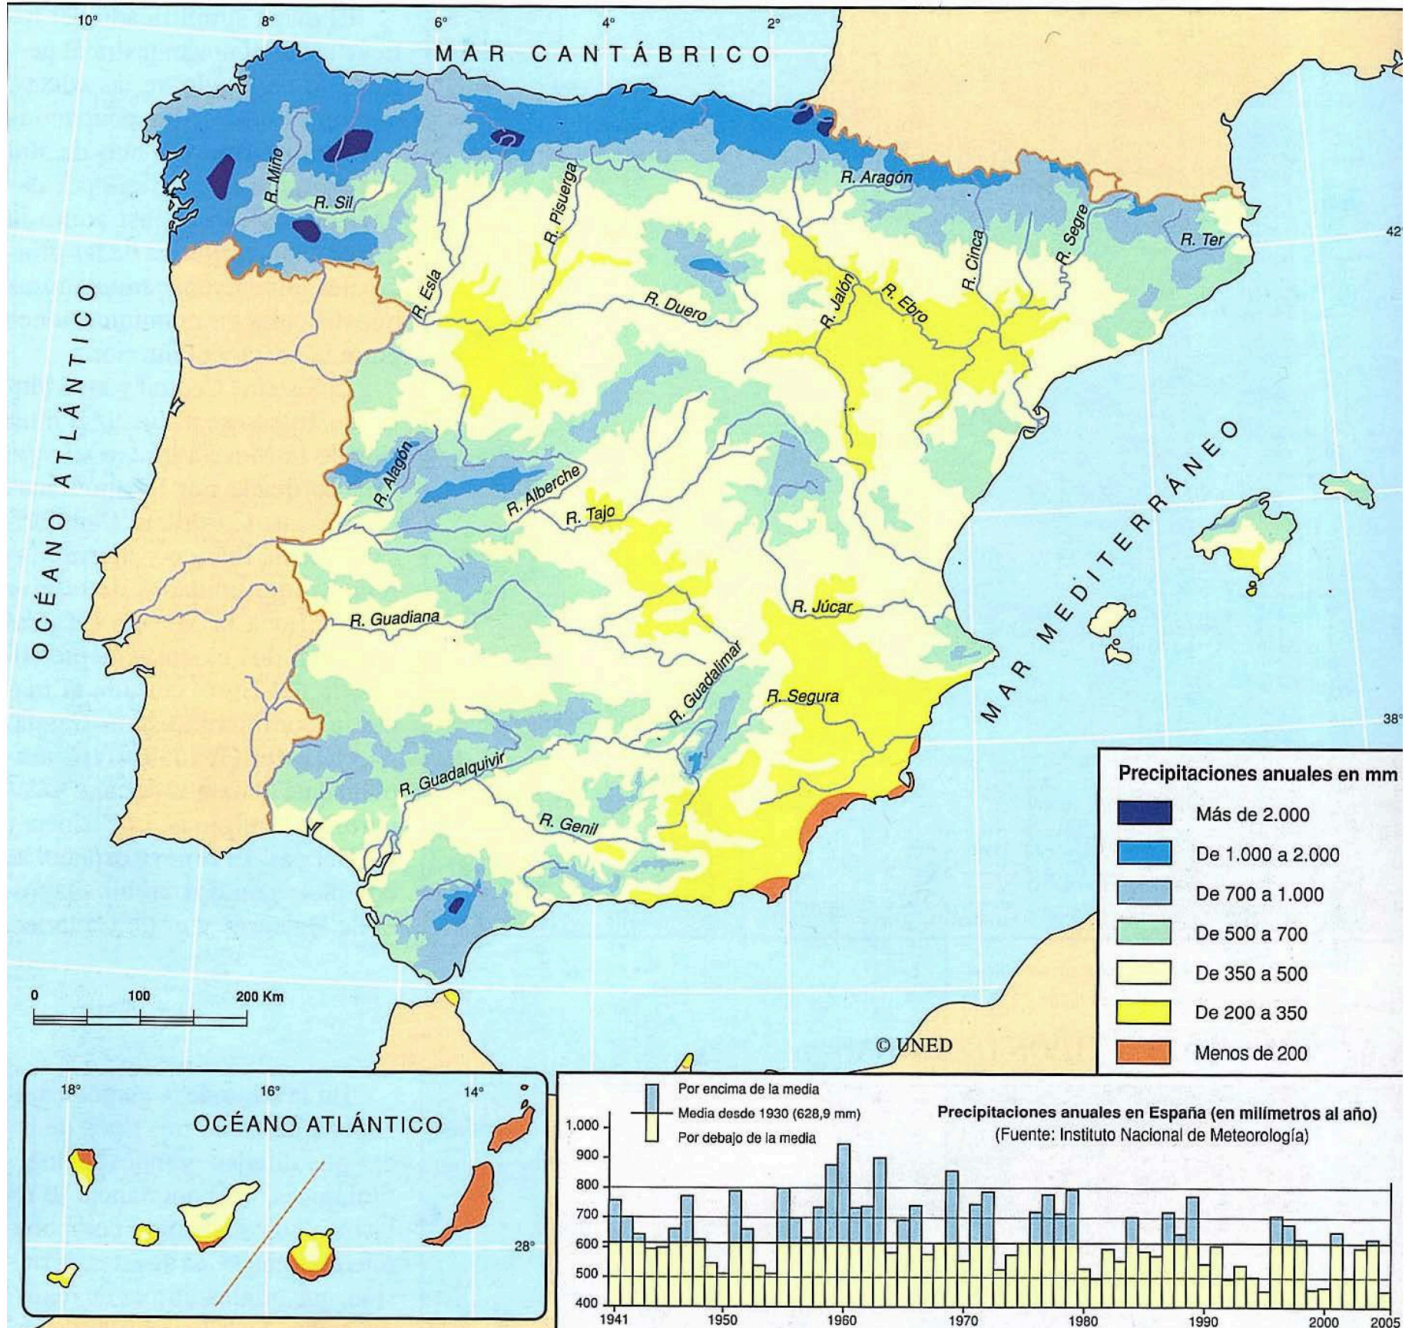 10°
8°
6°
4°
2°
MAR CANTÁBRICO
R. Miño
R. Sil
R. Pisuerga
R. Aragón
R. Segre
R. Cinca
R. Ter
42°
R. Esla
R. Duero
R. Jalón
R. Ebro
OCÉANO ATLÁNTICO
R. Alagón
R. Alberche
R. Tajo
MAR MEDITERRÁNEO
R. Guadiana
R. Júcar
R. Guadalimar
R. Segura
38°
R. Guadalquivir
R. Genil
Precipitaciones anuales en mm
Más de 2.000
De 1.000 a 2.000
De 700 a 1.000
De 500 a 700
De 350 a 500
De 200 a 350
Menos de 200
0 100 200 Km
© UNED
18° 16° 14°
OCÉANO ATLÁNTICO
28°
Por encima de la media
Media desde 1930 (628,9 mm)
Por debajo de la media
Precipitaciones anuales en España (en milímetros al año)
(Fuente: Instituto Nacional de Meteorología)
1.000
900
800
700
600
500
400
1941 1950 1960 1970 1980 1990 2000 2005